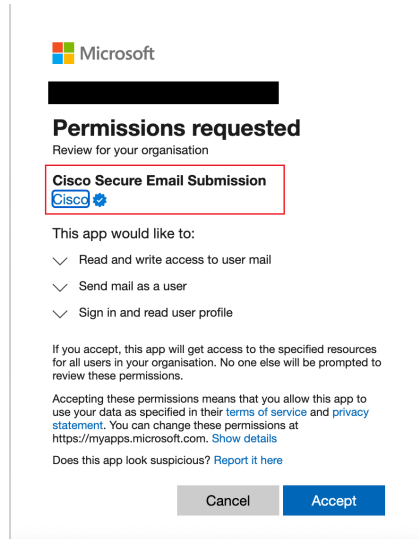 Microsoft
Permissions requested
Review for your organisation
Cisco Secure Email Submission
Cisco
This app would like to:
Read and write access to user mail
Send mail as a user
Sign in and read user profile
If you accept, this app will get access to the specified resources
for all users in your organisation. No one else will be prompted to
review these permissions.
Accepting these permissions means that you allow this app to
use your data as specified in their terms of service and privacy
statement. You can change these permissions at
https://myapps.microsoft.com. Show details
Does this app look suspicious? Report it here
Cancel
Accept